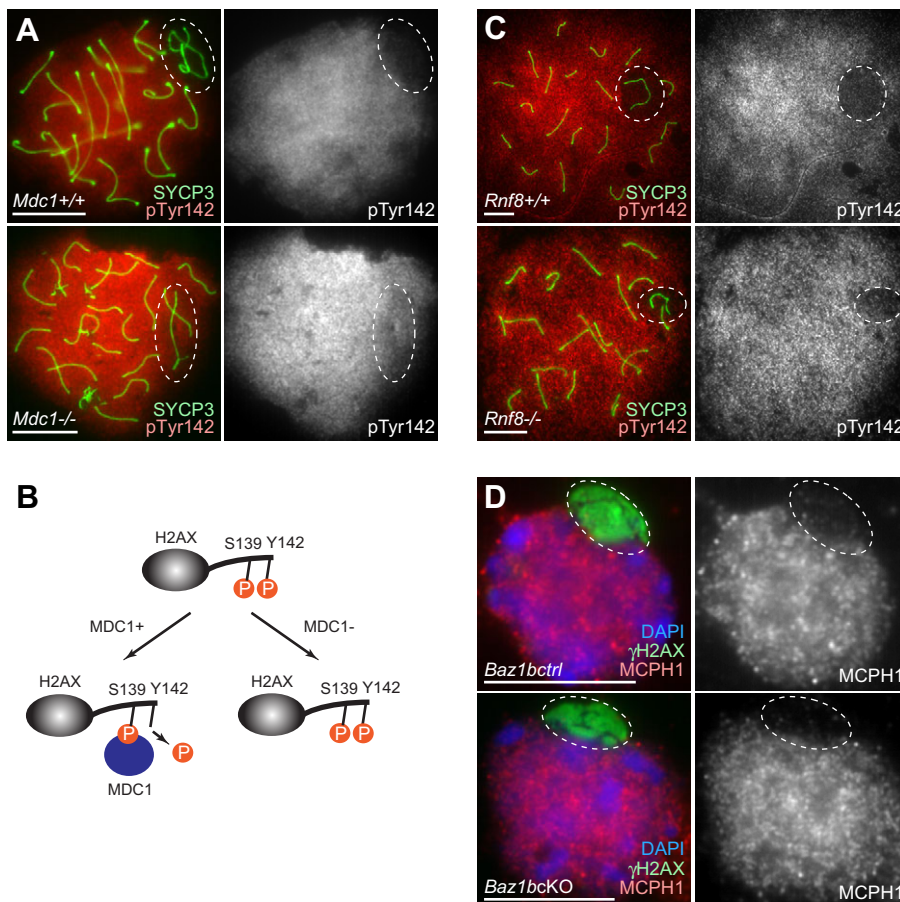 A
Mdc1+/+
SYCP3
pTyr142
pTyr142
Mdc1-/-
SYCP3
pTyr142
pTyr142
B
H2AX
S139 Y142
P P
MDC1+
MDC1-
H2AX
S139 Y142
P
P
MDC1
H2AX
S139 Y142
P P
C
Rnf8+/+
SYCP3
pTyr142
pTyr142
Rnf8-/-
SYCP3
pTyr142
pTyr142
D
Baz1bctrl
DAPI
γH2AX
MCPH1
MCPH1
Baz1bcKO
DAPI
γH2AX
MCPH1
MCPH1